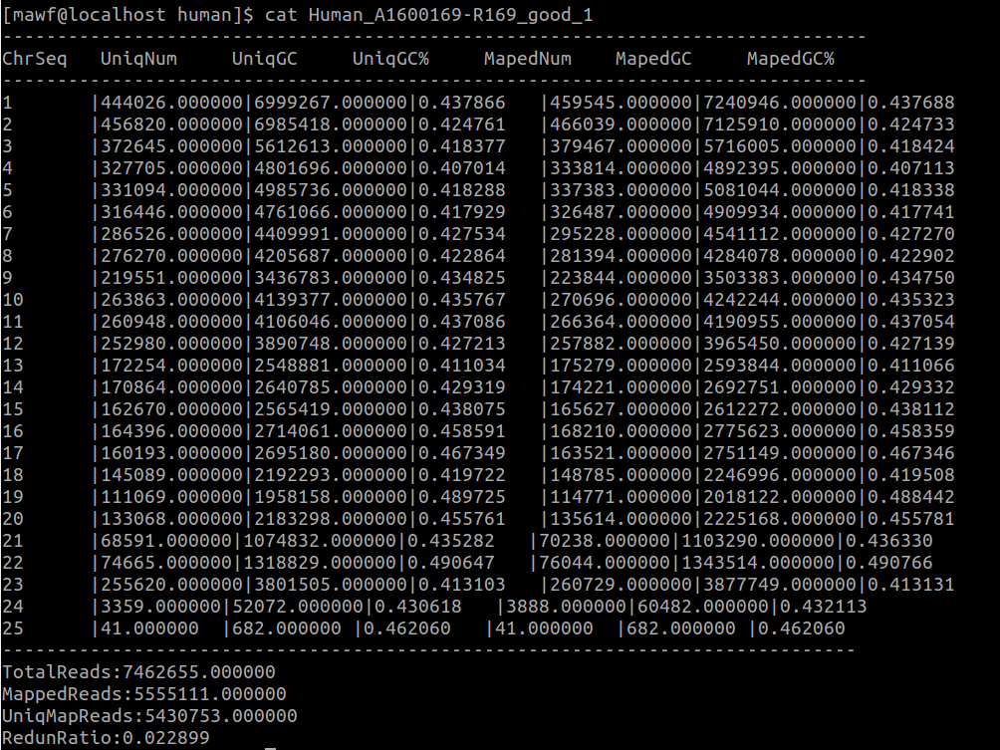 [mawf@localhost human]$ cat Human_A1600169-R169_good_1
-------------------------------------------------------------------------------
ChrSeq   UniqNum     UniqGC     UniqGC%     MapedNum    MapedGC     MapedGC%
-------------------------------------------------------------------------------
1       |444026.000000|6999267.000000|0.437866   |459545.000000|7240946.000000|0.437688
2       |456820.000000|6985418.000000|0.424761   |466039.000000|7125910.000000|0.424733
3       |372645.000000|5612613.000000|0.418377   |379467.000000|5716005.000000|0.418424
4       |327705.000000|4801696.000000|0.407014   |333814.000000|4892395.000000|0.407113
5       |331094.000000|4985736.000000|0.418288   |337383.000000|5081044.000000|0.418338
6       |316446.000000|4761066.000000|0.417929   |326487.000000|4909934.000000|0.417741
7       |286526.000000|4409991.000000|0.427534   |295228.000000|4541112.000000|0.427270
8       |276270.000000|4205687.000000|0.422864   |281394.000000|4284078.000000|0.422902
9       |219551.000000|3436783.000000|0.434825   |223844.000000|3503383.000000|0.434750
10      |263863.000000|4139377.000000|0.435767   |270696.000000|4242244.000000|0.435323
11      |260948.000000|4106046.000000|0.437086   |266364.000000|4190955.000000|0.437054
12      |252980.000000|3890748.000000|0.427213   |257882.000000|3965450.000000|0.427139
13      |172254.000000|2548881.000000|0.411034   |175279.000000|2593844.000000|0.411066
14      |170864.000000|2640785.000000|0.429319   |174221.000000|2692751.000000|0.429332
15      |162670.000000|2565419.000000|0.438075   |165627.000000|2612272.000000|0.438112
16      |164396.000000|2714061.000000|0.458591   |168210.000000|2775623.000000|0.458359
17      |160193.000000|2695180.000000|0.467349   |163521.000000|2751149.000000|0.467346
18      |145089.000000|2192293.000000|0.419722   |148785.000000|2246996.000000|0.419508
19      |111069.000000|1958158.000000|0.489725   |114771.000000|2018122.000000|0.488442
20      |133068.000000|2183298.000000|0.455761   |135614.000000|2225168.000000|0.455781
21      |68591.000000|1074832.000000|0.435282   |70238.000000|1103290.000000|0.436330
22      |74665.000000|1318829.000000|0.490647   |76044.000000|1343514.000000|0.490766
23      |255620.000000|3801505.000000|0.413103   |260729.000000|3877749.000000|0.413131
24      |3359.000000|52072.000000|0.430618   |3888.000000|60482.000000|0.432113
25      |41.000000  |682.000000 |0.462060   |41.000000  |682.000000 |0.462060
------------------------------------------------------------------------------
TotalReads:7462655.000000
MappedReads:5555111.000000
UniqMapReads:5430753.000000
RedunRatio:0.022899